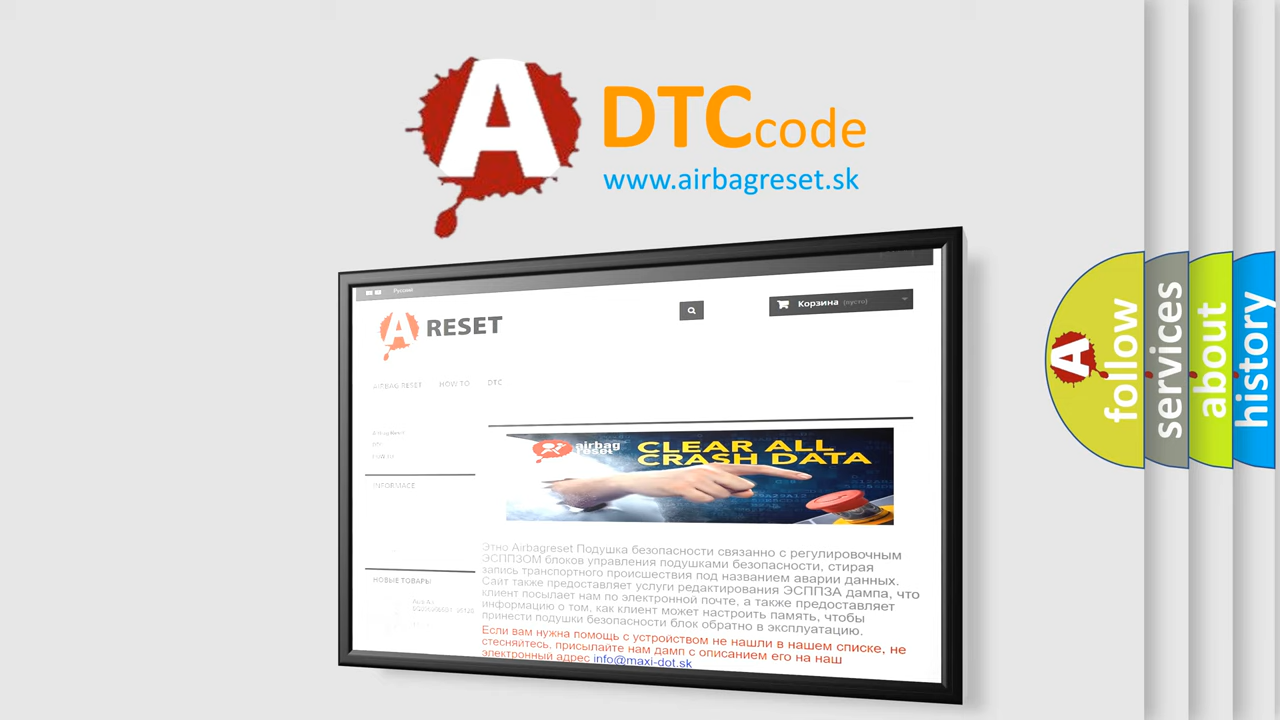 A
DTCcode
www.airbagreset.sk
Русский
A RESET
Корзина (пусто)
AIRBAG RESET HOW TO DTC
INFORMACE
НОВЫЕ ТОВАРЫ
airbag
reset
CLEAR ALL
CRASH DATA
Этно Airbagreset Подушка безопасности связанно с регулировочным
ЭСППЗОМ блоков управления подушками безопасности, стирая
запись транспортного происшествия под названием аварии данных.
Сайт также предоставляет услуги редактирования ЭСППЗА дампа, что
клиент посылает нам по электронной почте, а также предоставляет
информацию о том, как клиент может настроить память, чтобы
принести подушки безопасности блок обратно в эксплуатацию.
Если вам нужна помощь с устройством не нашли в нашем списке, не
стесняйтесь, присылайте нам дамп с описанием его на наш
электронный адрес info@maxi-dot.sk
A
follow
services
about
history